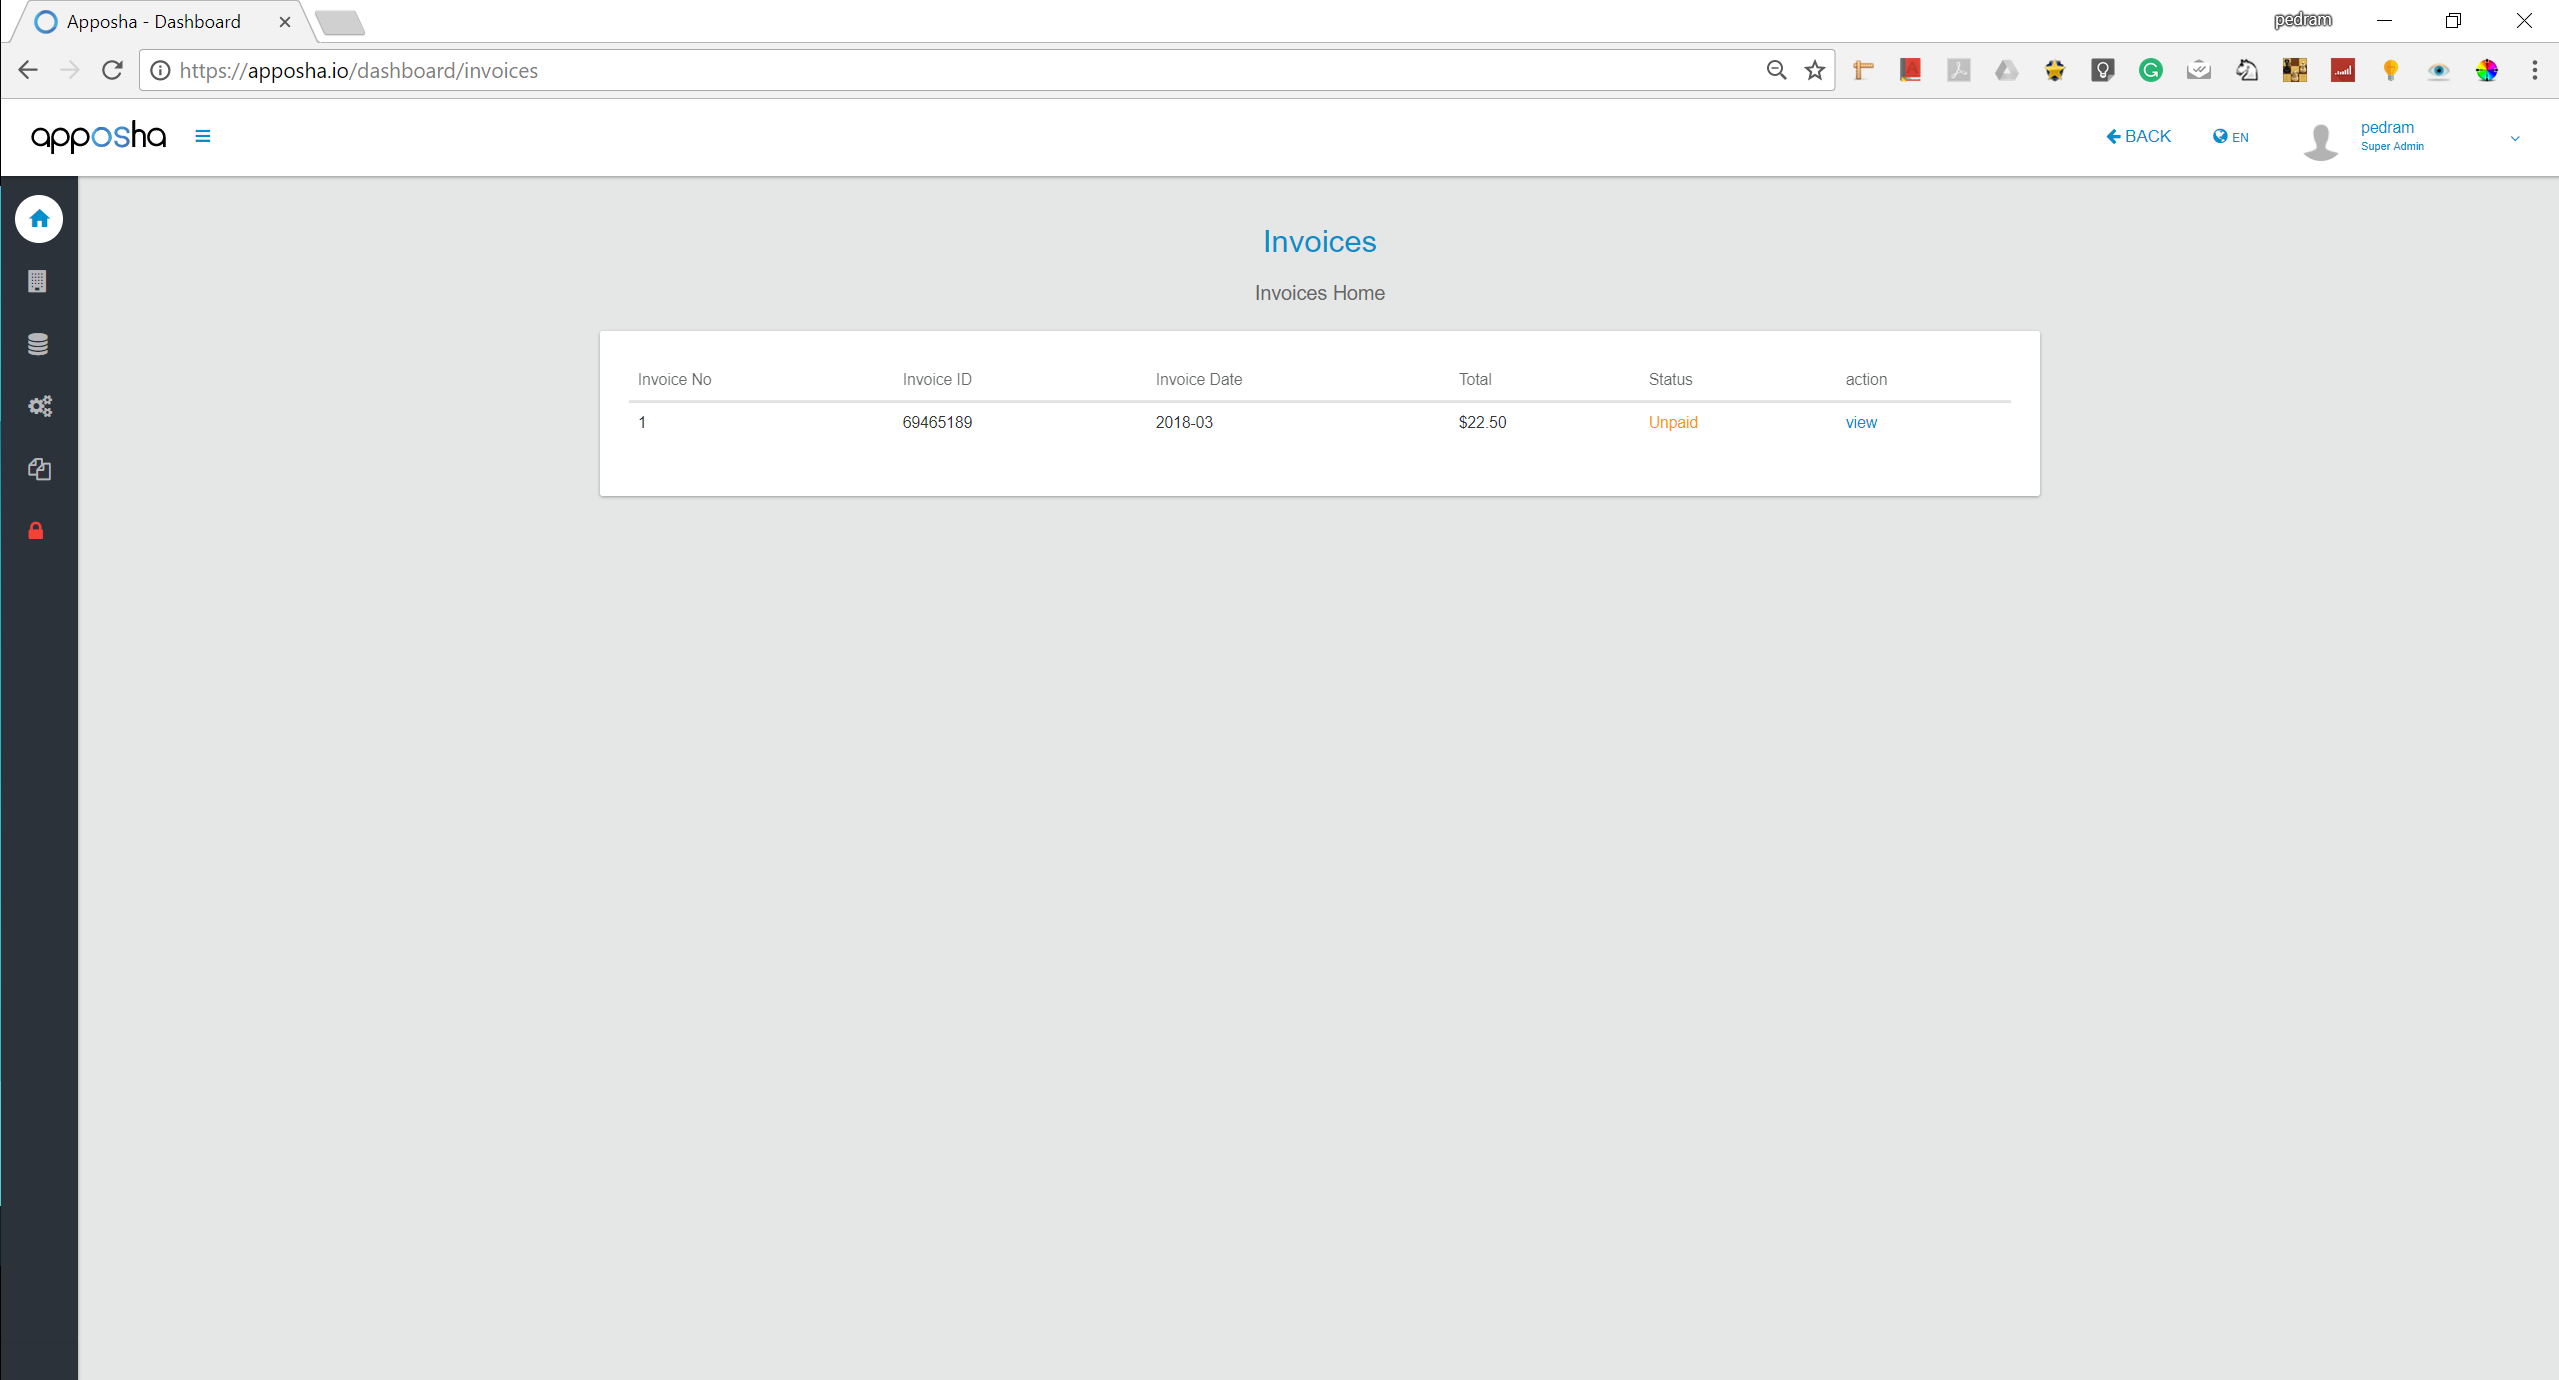 Apposha - Dashboard
pedram
https://apposha.io/dashboard/invoices
apposha
BACK
EN
pedram
Super Admin
Invoices
Invoices Home
Invoice No Invoice ID Invoice Date Total Status action
1 69465189 2018-03 $22.50 Unpaid view